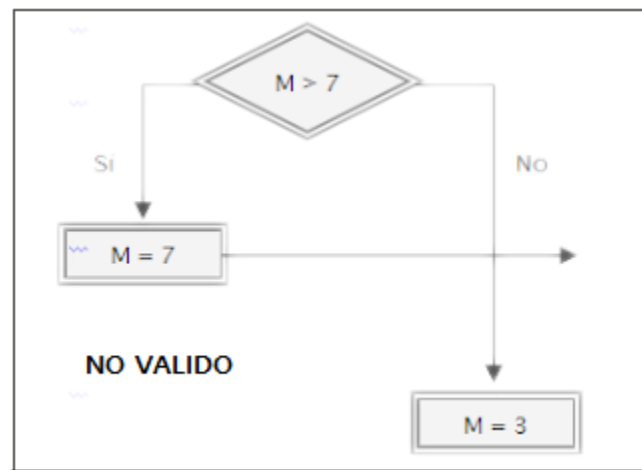 M > 7
Sí
No
M = 7
NO VALIDO
M = 3